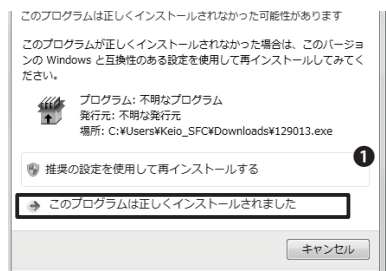 このプログラムは正しくインストールされなかった可能性があります
このプログラムが正しくインストールされなかった場合は、このバージョ
ンの Windows と互換性のある設定を使用して再インストールしてみてく
ださい。
プログラム: 不明なプログラム
発行元: 不明な発行元
場所: C:¥Users¥Keio_SFC¥Downloads¥129013.exe
❶
推奨の設定を使用して再インストールする
このプログラムは正しくインストールされました
キャンセル